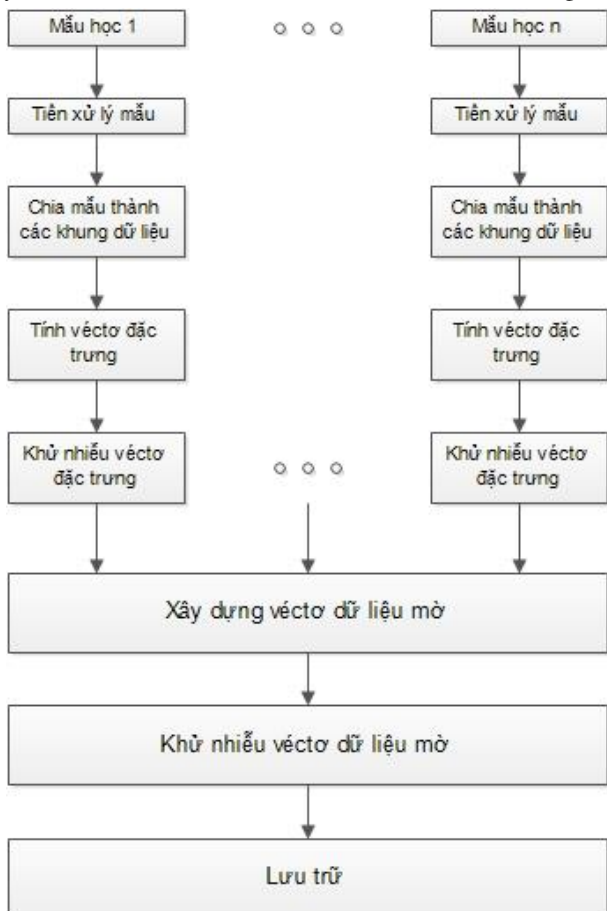 Mẫu học 1
Mẫu học n
Tiền xử lý mẫu
Tiền xử lý mẫu
Chia mẫu thành
các khung dữ liệu
Chia mẫu thành
các khung dữ liệu
Tính véctơ đặc
trưng
Tính véctơ đặc
trưng
Khử nhiễu véctơ
đặc trưng
Khử nhiễu véctơ
đặc trưng
Xây dựng véctơ dữ liệu mờ
Khử nhiễu véctơ dữ liệu mờ
Lưu trữ